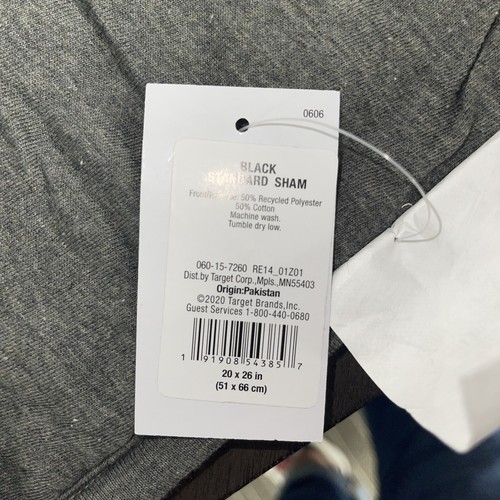 0606
BLACK
STANDARD SHAM
50% Recycled Polyester
50% Cotton
Machine wash.
Tumble dry low.
060-15-7260 RE14_01Z01
Dist.by Target Corp.,Mpls.,MN55403
Origin:Pakistan
©2020 Target Brands,Inc.
Guest Services 1-800-440-0680
1 91908 54385 7
20 x 26 in
(51 x 66 cm)